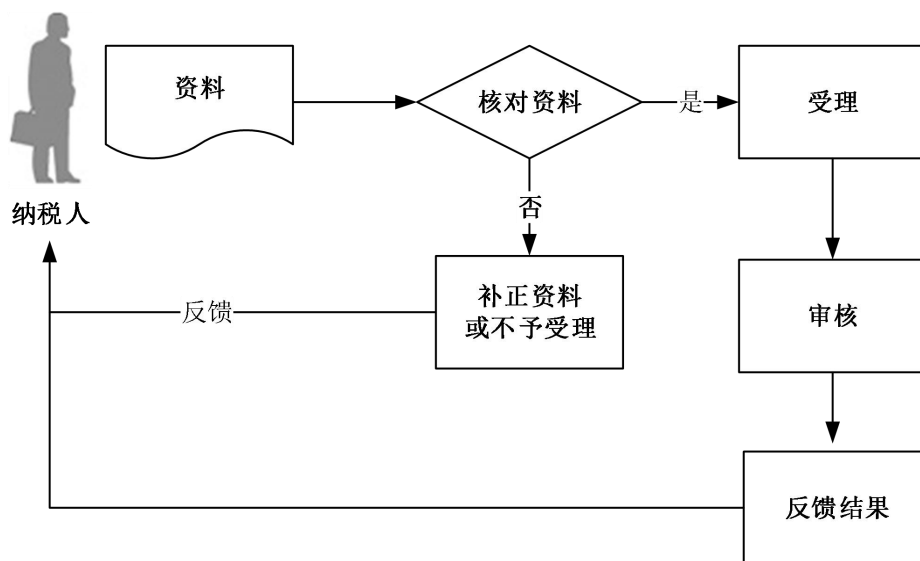 资料
核对资料
是
受理
纳税人
否
反馈
补正资料
或不予受理
审核
反馈结果